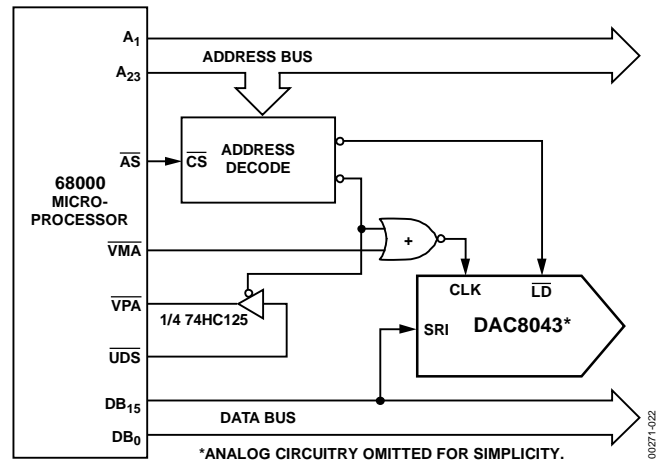 A1
ADDRESS BUS
A23
AS
CS
ADDRESS
DECODE
68000
MICRO-
PROCESSOR
VMA
+
CLK
LD
VPA
1/4 74HC125
DAC8043*
SRI
UDS
DB15
DATA BUS
DB0
*ANALOG CIRCUITRY OMITTED FOR SIMPLICITY.
00271-022